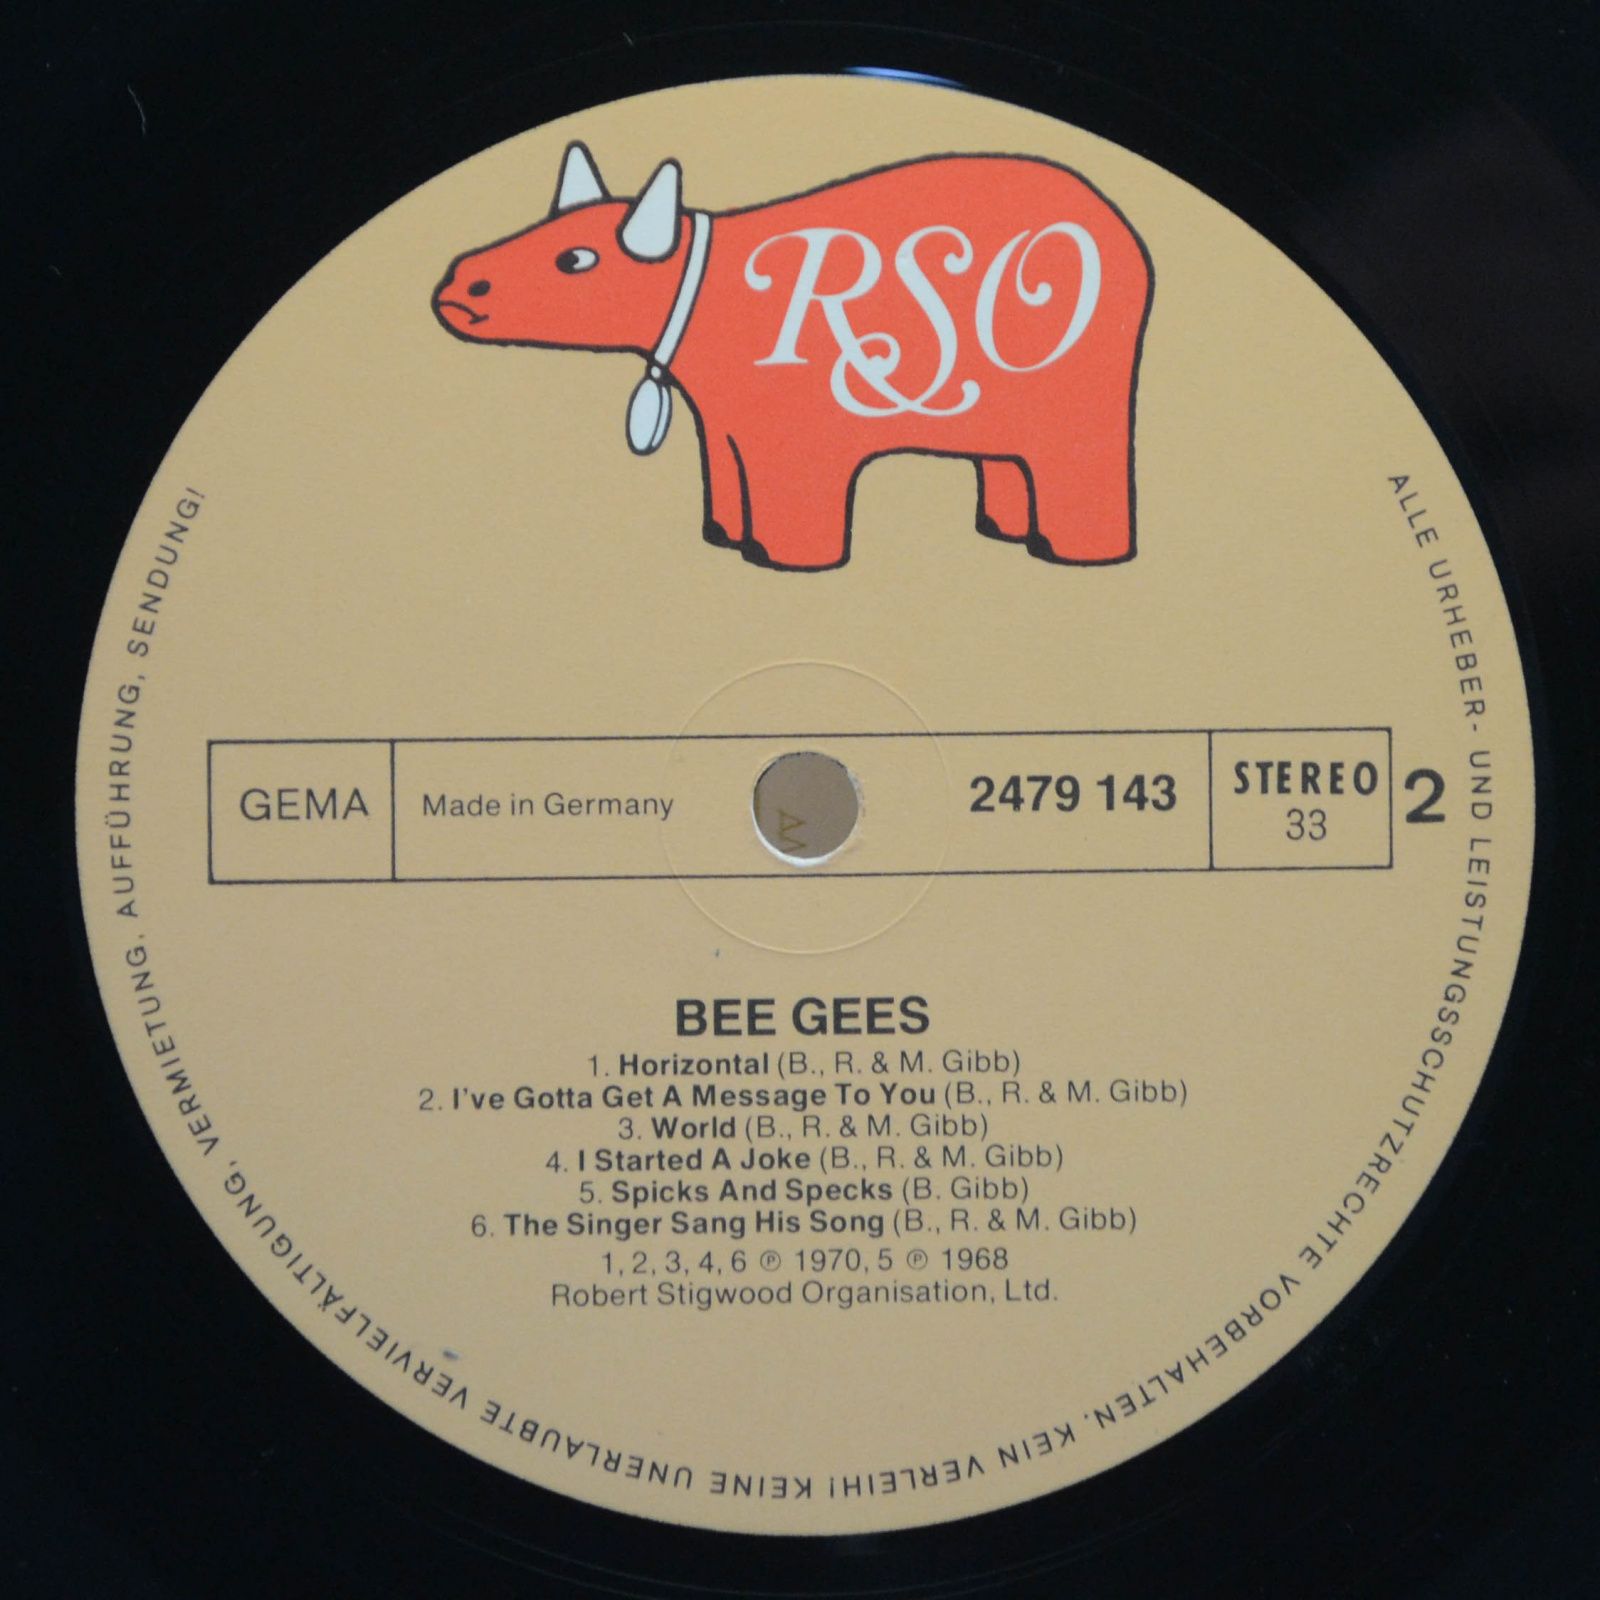 RSO
GEMA
Made in Germany
2479 143
STEREO
33
2
BEE GEES
1. Horizontal (B., R. & M. Gibb)
2. I've Gotta Get A Message To You (B., R. & M. Gibb)
3. World (B., R. & M. Gibb)
4. I Started A Joke (B., R. & M. Gibb)
5. Spicks And Specks (B. Gibb)
6. The Singer Sang His Song (B., R. & M. Gibb)
1, 2, 3, 4, 6 ℗ 1970, 5 ℗ 1968
Robert Stigwood Organisation, Ltd.
ALLE URHEBER- UND LEISTUNGSSCHUTZRECHTE VORBEHALTEN. KEIN VERLEIH! KEINE UNERLAUBTE VERVIELFÄLTIGUNG, VERMIETUNG. AUFFÜHRUNG, SENDUNG!